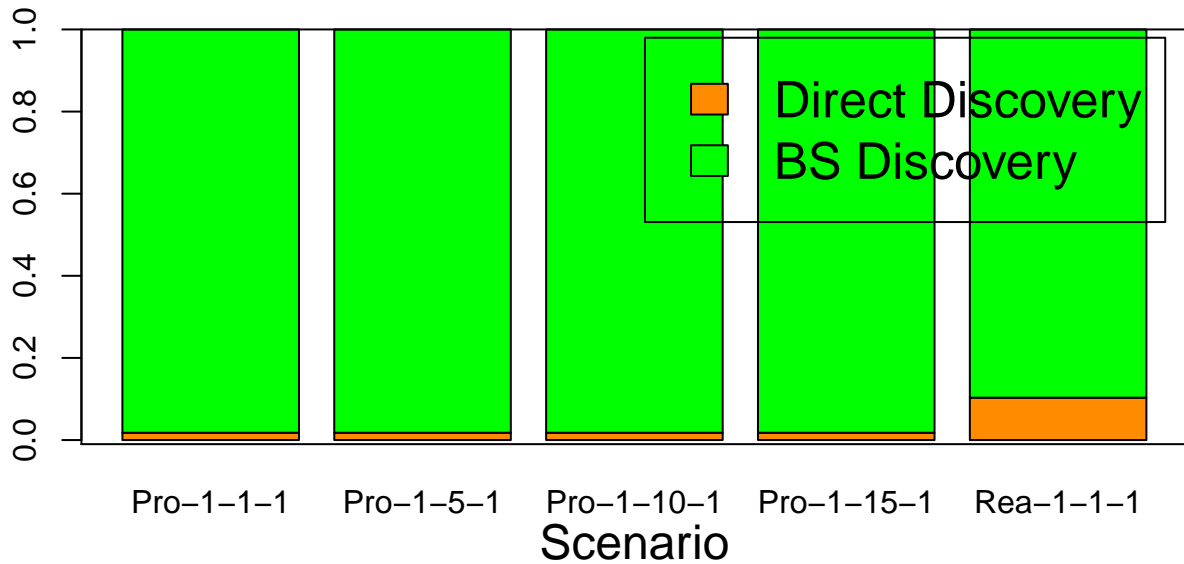 1.0
0.8
0.6
0.4
0.2
0.0
Direct Discovery
BS Discovery
Pro−1−1−1 Pro−1−5−1 Pro−1−10−1 Pro−1−15−1 Rea−1−1−1
Scenario